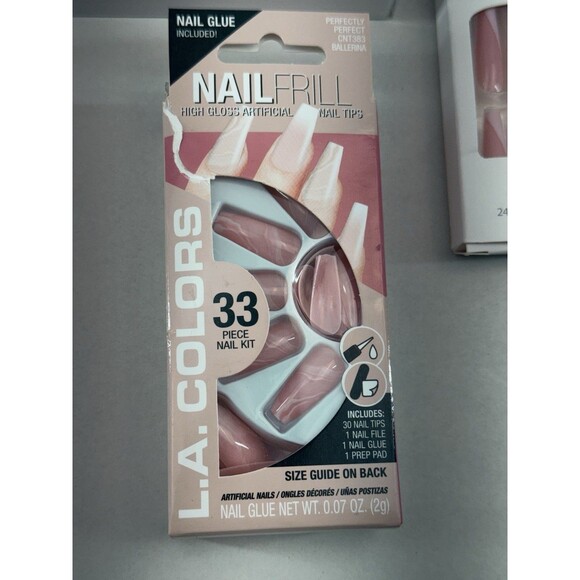 NAIL GLUE
INCLUDED!
PERFECTLY
PERFECT
CNT383
BALLERINA
NAILFRILL
HIGH GLOSS ARTIFICIAL NAIL TIPS
L.A. COLORS
33
PIECE
NAIL KIT
INCLUDES:
30 NAIL TIPS
1 NAIL FILE
1 NAIL GLUE
1 PREP PAD
SIZE GUIDE ON BACK
ARTIFICIAL NAILS / ONGLES DÉCORÉS / UÑAS POSTIZAS
NAIL GLUE NET WT. 0.07 OZ. (2g)
24